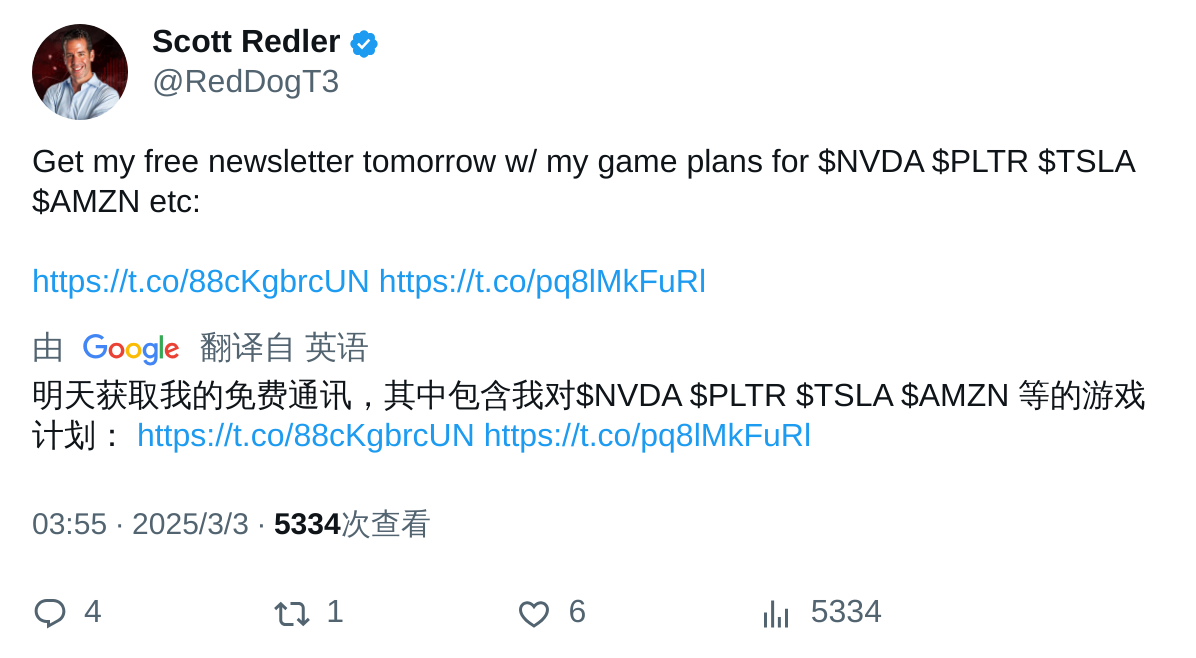 Scott Redler
@RedDogT3
Get my free newsletter tomorrow w/ my game plans for $NVDA $PLTR $TSLA
$AMZN etc:
https://t.co/88cKgbrcUN https://t.co/pq8lMkFuRl
由 Google 翻译自 英语
明天获取我的免费通讯，其中包含我对$NVDA $PLTR $TSLA $AMZN 等的游戏
计划： https://t.co/88cKgbrcUN https://t.co/pq8lMkFuRl
03:55 · 2025/3/3 · 5334次查看
4 1 6 5334